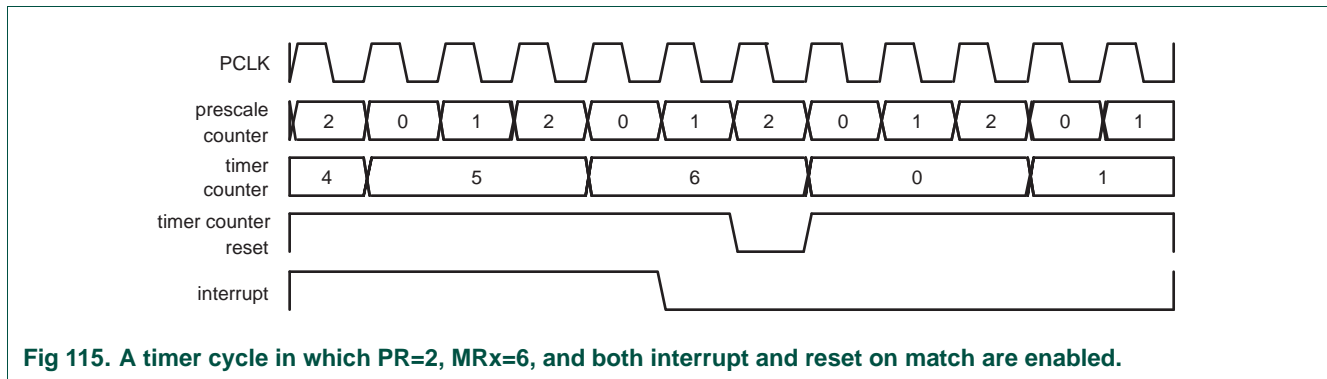 PCLK
prescale
counter
2 0 1 2 0 1 2 0 1 2 0 1
timer
counter
4 5 6 0 1
timer counter
reset
interrupt
Fig 115. A timer cycle in which PR=2, MRx=6, and both interrupt and reset on match are enabled.